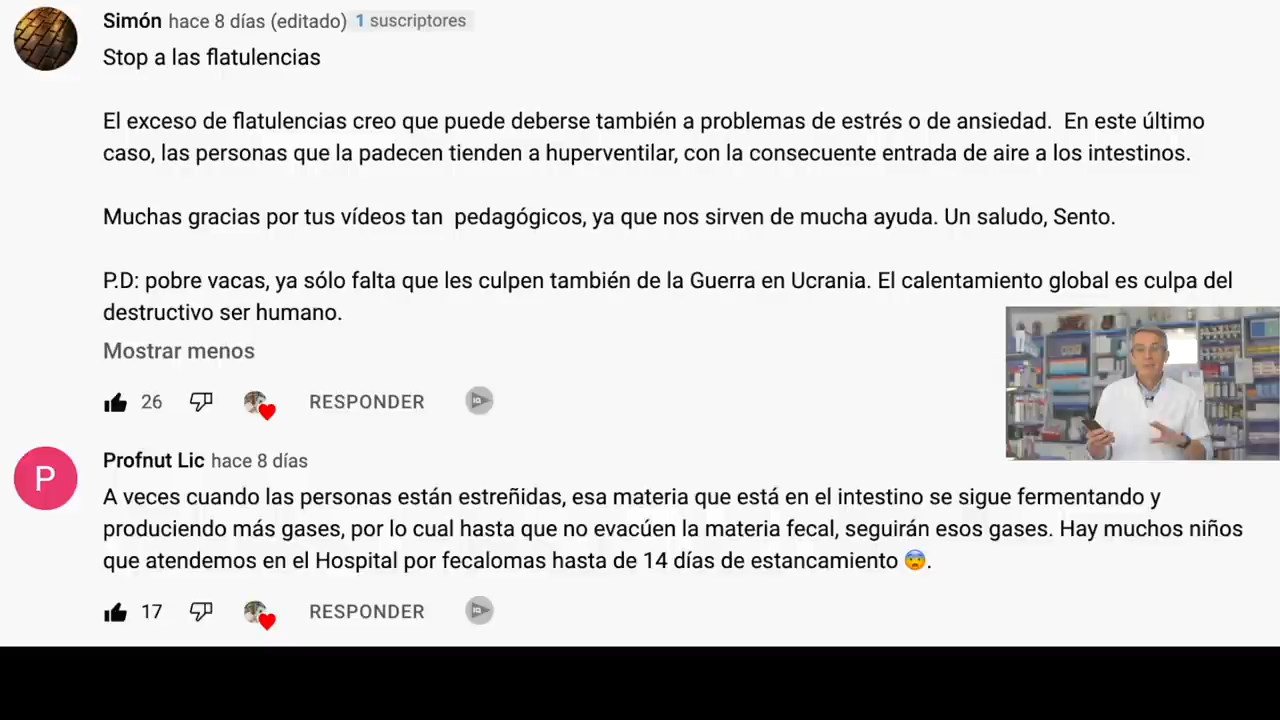 Simón hace 8 días (editado) 1 suscriptores
Stop a las flatulencias
El exceso de flatulencias creo que puede deberse también a problemas de estrés o de ansiedad.  En este último
caso, las personas que la padecen tienden a huperventilar, con la consecuente entrada de aire a los intestinos.
Muchas gracias por tus vídeos tan  pedagógicos, ya que nos sirven de mucha ayuda. Un saludo, Sento.
P.D: pobre vacas, ya sólo falta que les culpen también de la Guerra en Ucrania. El calentamiento global es culpa del
destructivo ser humano.
Mostrar menos
26 RESPONDER IG
P
Profnut Lic hace 8 días
A veces cuando las personas están estreñidas, esa materia que está en el intestino se sigue fermentando y
produciendo más gases, por lo cual hasta que no evacúen la materia fecal, seguirán esos gases. Hay muchos niños
que atendemos en el Hospital por fecalomas hasta de 14 días de estancamiento 😨.
17 RESPONDER IG